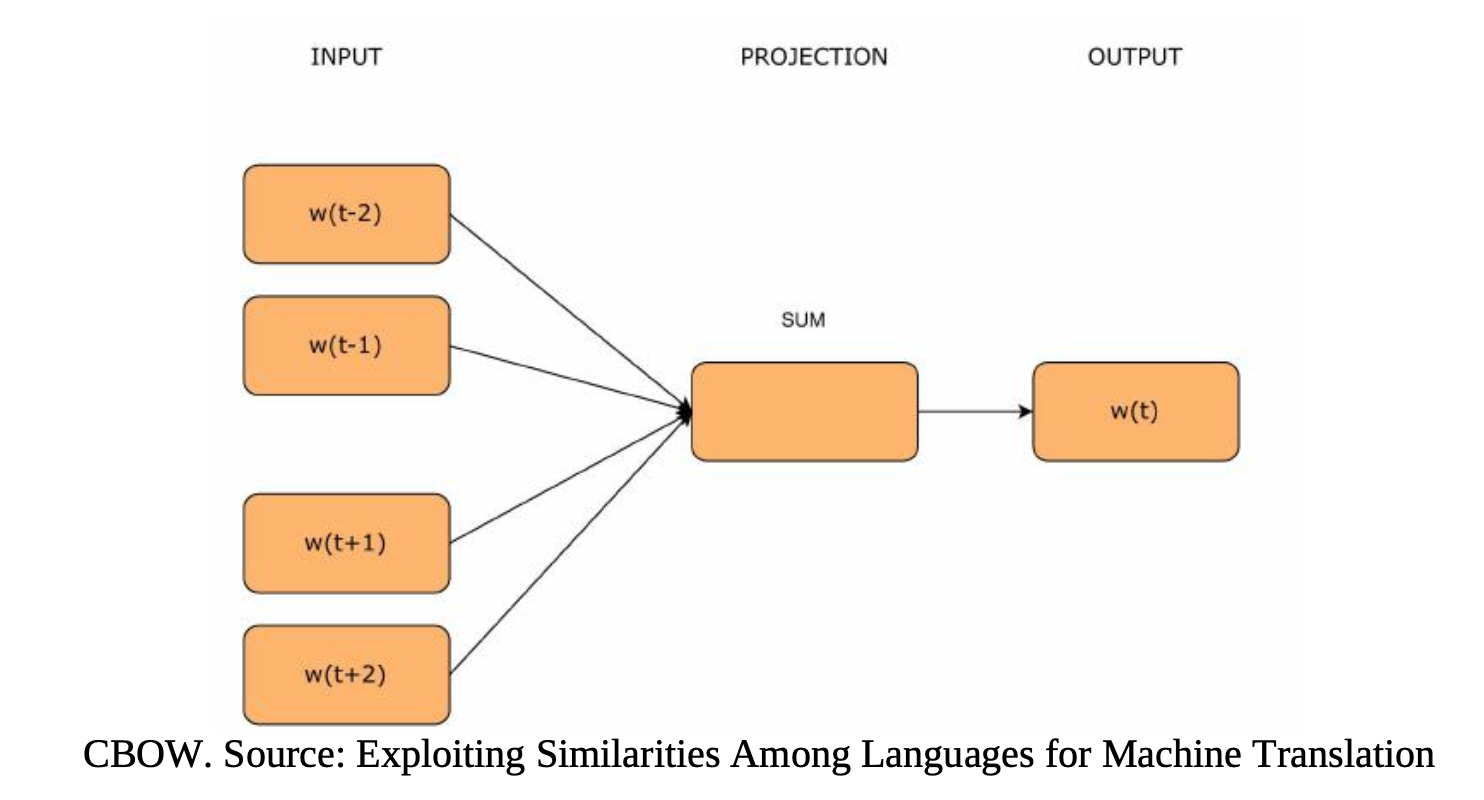 INPUT PROJECTION OUTPUT
w(t-2)
w(t-1)
SUM
w(t)
w(t+1)
w(t+2)
CBOW. Source: Exploiting Similarities Among Languages for Machine Translation